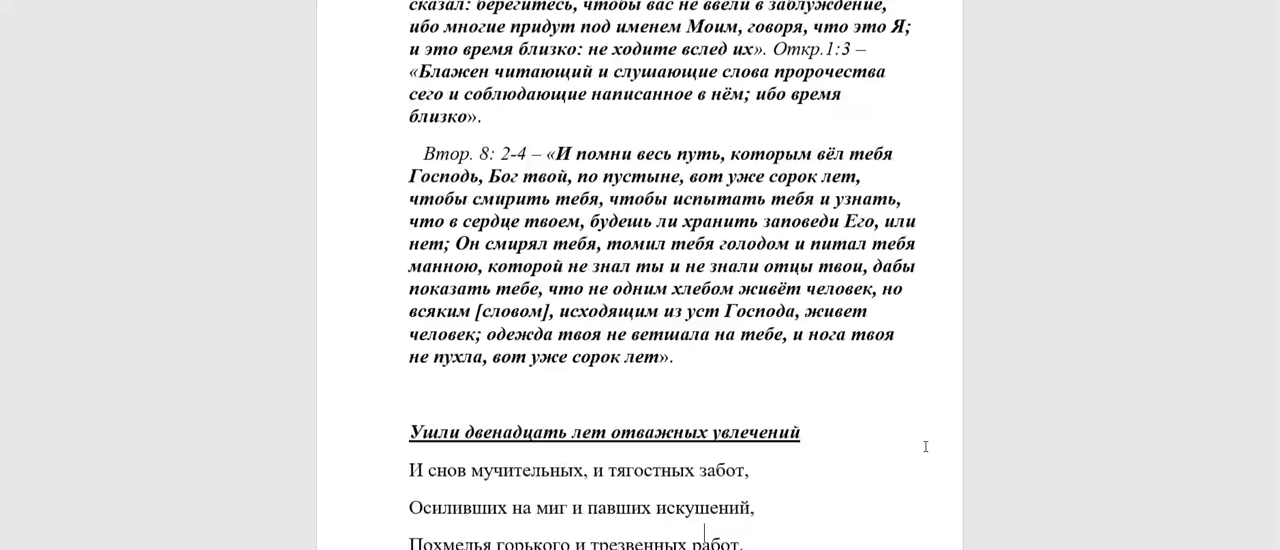 сказал: берегитесь, чтобы вас не ввели в заблуждение,
ибо многие придут под именем Моим, говоря, что это Я;
и это время близко: не ходите вслед их». Откр.1:3 –
«Блажен читающий и слушающие слова пророчества
сего и соблюдающие написанное в нём; ибо время
близко».
Втор. 8: 2-4 – «И помни весь путь, которым вёл тебя
Господь, Бог твой, по пустыне, вот уже сорок лет,
чтобы смирить тебя, чтобы испытать тебя и узнать,
что в сердце твоем, будешь ли хранить заповеди Его, или
нет; Он смирял тебя, томил тебя голодом и питал тебя
манною, которой не знал ты и не знали отцы твои, дабы
показать тебе, что не одним хлебом живёт человек, но
всяким [словом], исходящим из уст Господа, живет
человек; одежда твоя не ветшала на тебе, и нога твоя
не пухла, вот уже сорок лет».
Ушли двенадцать лет отважных увлечений
И снов мучительных, и тягостных забот,
Осиливших на миг и павших искушений,
Похмелья горького и трезвенных работ.